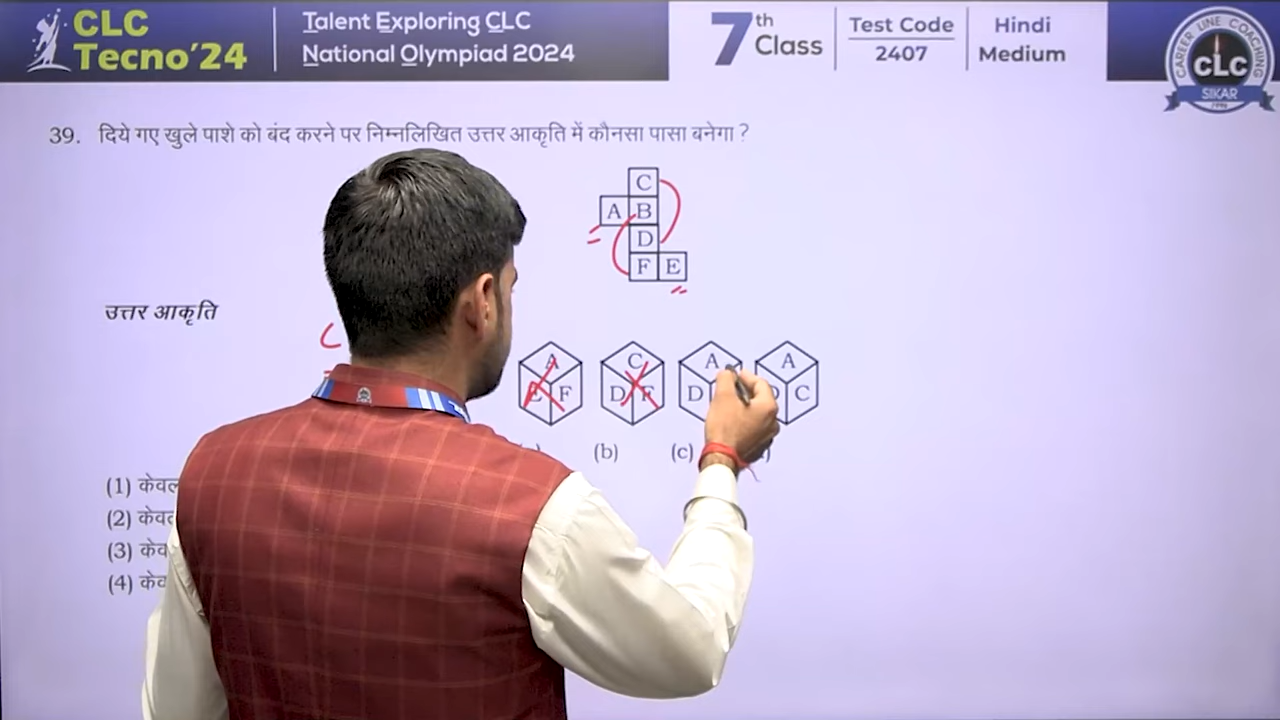 CLC
Tecno'24
Talent Exploring CLC
National Olympiad 2024
7th
Class
Test Code
2407
Hindi
Medium
CAREER LINE COACHING
CLC
SIKAR
39. दिये गए खुले पाशे को बंद करने पर निम्नलिखित उत्तर आकृति में कौनसा पासा बनेगा ?
C
A B
D
F E
उत्तर आकृति
A
E F
C
D F
A
D
A
C
(b)
(c)
(1)
(2)
(3)
(4)